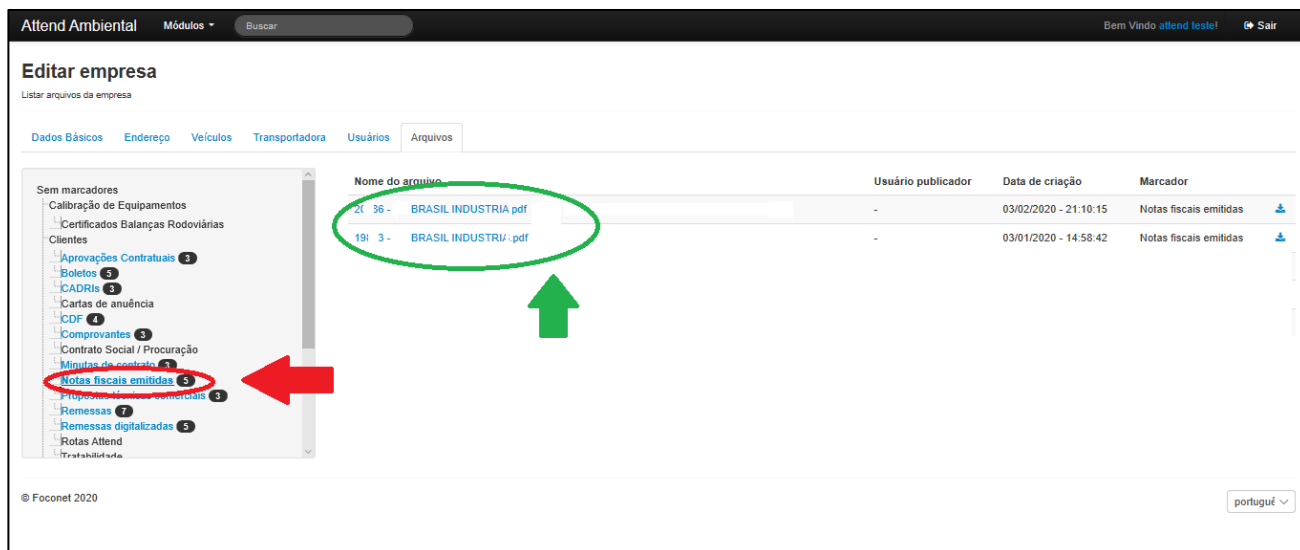 Attend Ambiental Módulos Buscar Bem Vindo attend teste! Sair
Editar empresa
Listar arquivos da empresa
Dados Básicos Endereço Veículos Transportadora Usuários Arquivos
Sem marcadores
Calibração de Equipamentos
Certificados Balanças Rodoviárias
Clientes
Aprovações Contratuais 3
Boletos 5
CADRIs 3
Cartas de anuência
CDF 4
Comprovantes 3
Contrato Social / Procuração
Minutas de contrato 3
Notas fiscais emitidas 5
Propostas técnicas comerciais 3
Remessas 7
Remessas digitalizadas 5
Rotas Attend
Tratabilidade
Nome do arquivo Usuário publicador Data de criação Marcador
BRASIL INDUSTRIA pdf - 03/02/2020 - 21:10:15 Notas fiscais emitidas
BRASIL INDUSTRIA.pdf - 03/01/2020 - 14:58:42 Notas fiscais emitidas
© Foconet 2020
portugué